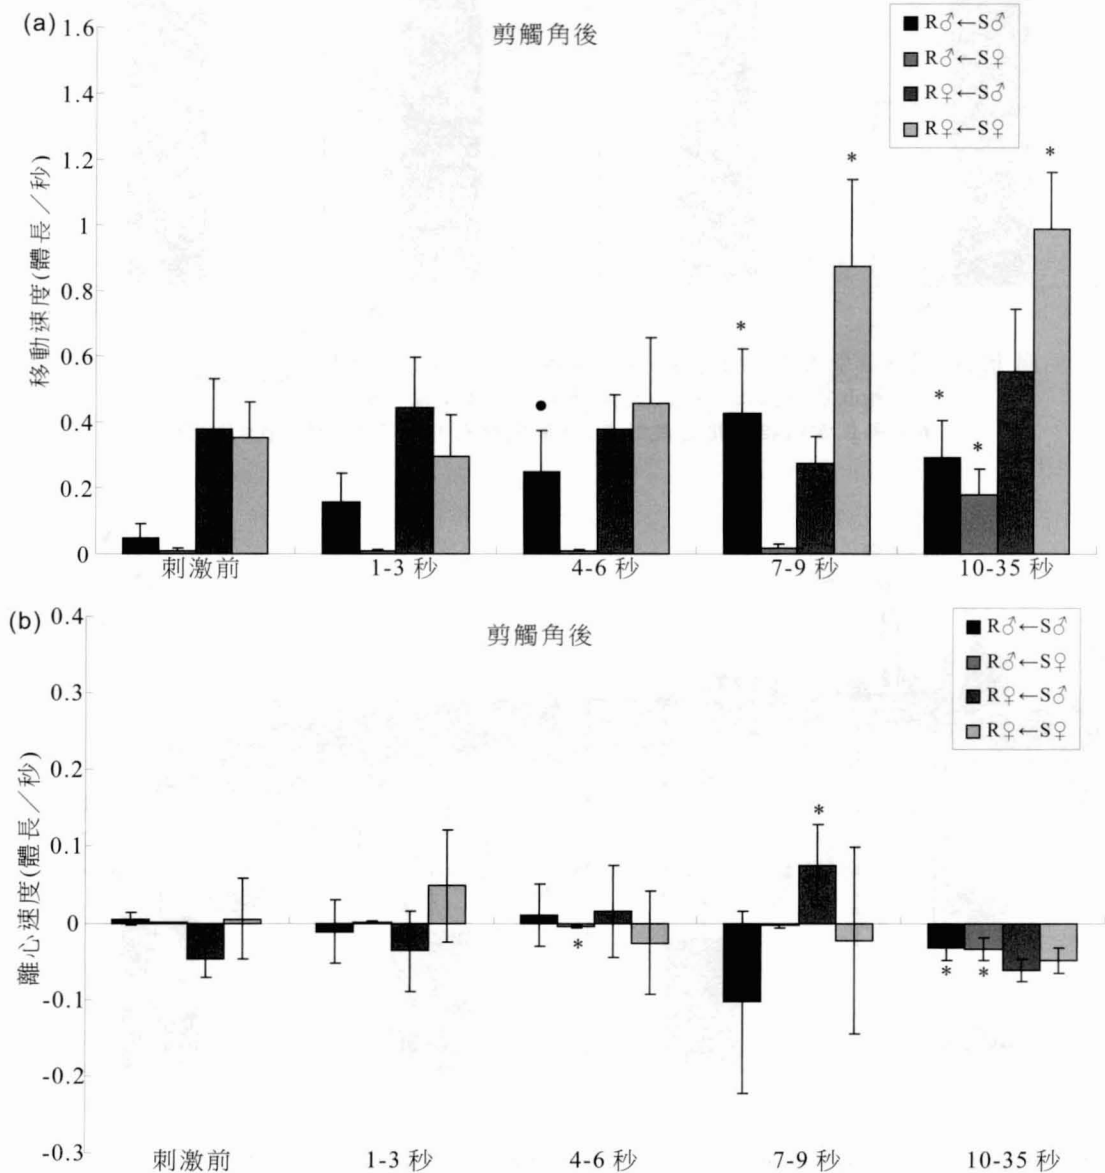 (a)
剪觸角後
R♂←S♂
R♂←S♀
R♀←S♂
R♀←S♀
移動速度(體長／秒)
1.6
1.4
1.2
1
0.8
0.6
0.4
0.2
0
*
*
*
*
*
●
刺激前
1-3 秒
4-6 秒
7-9 秒
10-35 秒
(b)
剪觸角後
R♂←S♂
R♂←S♀
R♀←S♂
R♀←S♀
離心速度(體長／秒)
0.4
0.3
0.2
0.1
0
-0.1
-0.2
-0.3
*
*
*
*
刺激前
1-3 秒
4-6 秒
7-9 秒
10-35 秒